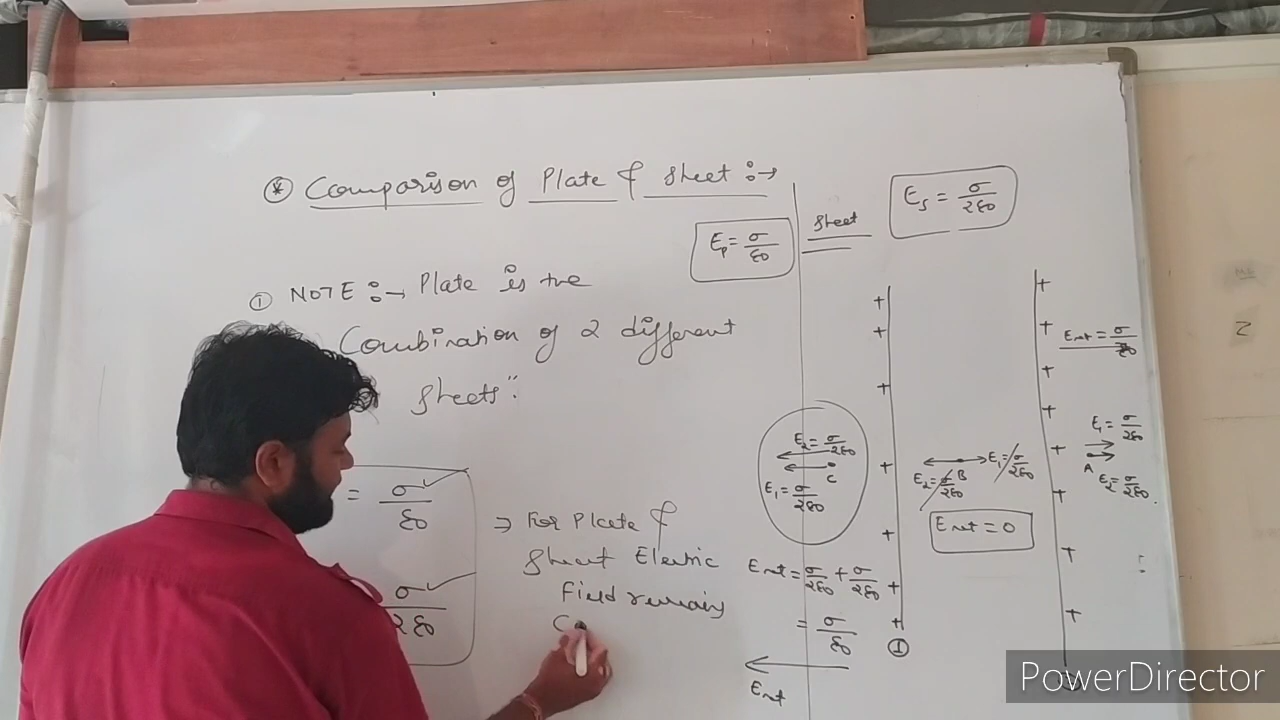 * Comparison of Plate & Sheet :→
Ep = σ/ε0
① NOTE :→ Plate is the
Combination of 2 different
sheets"
= σ/ε0
σ/2ε0
⇒ For Plate &
Sheet Electric
Field remains
Co
Sheet
Es = σ/2ε0
+
+
+
+
+
+
+
①
E2 = σ/2ε0
C
E1 = σ/2ε0
Enet = σ/2ε0 + σ/2ε0
= σ/ε0
Enet
E1 = σ/2ε0
B
E2 = σ/2ε0
Enet = 0
+
+
+
+
+
+
+
+
Enet = σ/ε0
E1 = σ/2ε0
A
E2 = σ/2ε0
PowerDirector